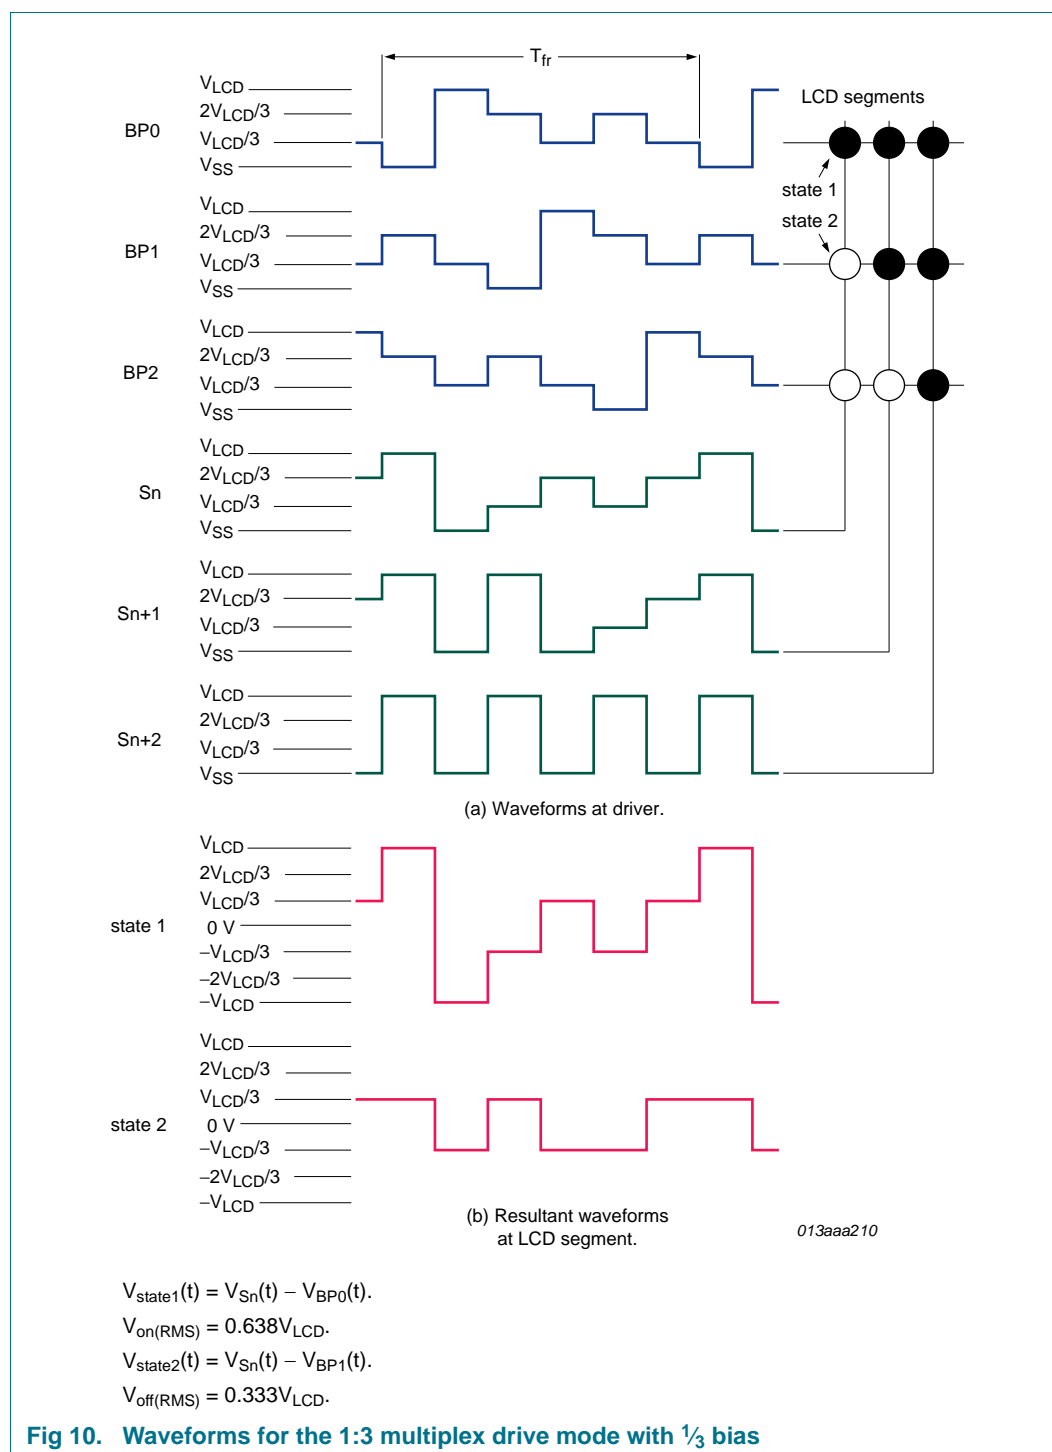 Tfr
LCD segments
BP0
VLCD
2VLCD/3
VLCD/3
VSS
state 1
state 2
BP1
VLCD
2VLCD/3
VLCD/3
VSS
BP2
VLCD
2VLCD/3
VLCD/3
VSS
Sn
VLCD
2VLCD/3
VLCD/3
VSS
Sn+1
VLCD
2VLCD/3
VLCD/3
VSS
Sn+2
VLCD
2VLCD/3
VLCD/3
VSS
(a) Waveforms at driver.
state 1
VLCD
2VLCD/3
VLCD/3
0 V
−VLCD/3
−2VLCD/3
−VLCD
state 2
VLCD
2VLCD/3
VLCD/3
0 V
−VLCD/3
−2VLCD/3
−VLCD
(b) Resultant waveforms
at LCD segment.
013aaa210
Vstate1(t) = VSn(t) − VBP0(t).
Von(RMS) = 0.638VLCD.
Vstate2(t) = VSn(t) − VBP1(t).
Voff(RMS) = 0.333VLCD.
Fig 10. Waveforms for the 1:3 multiplex drive mode with 1⁄3 bias